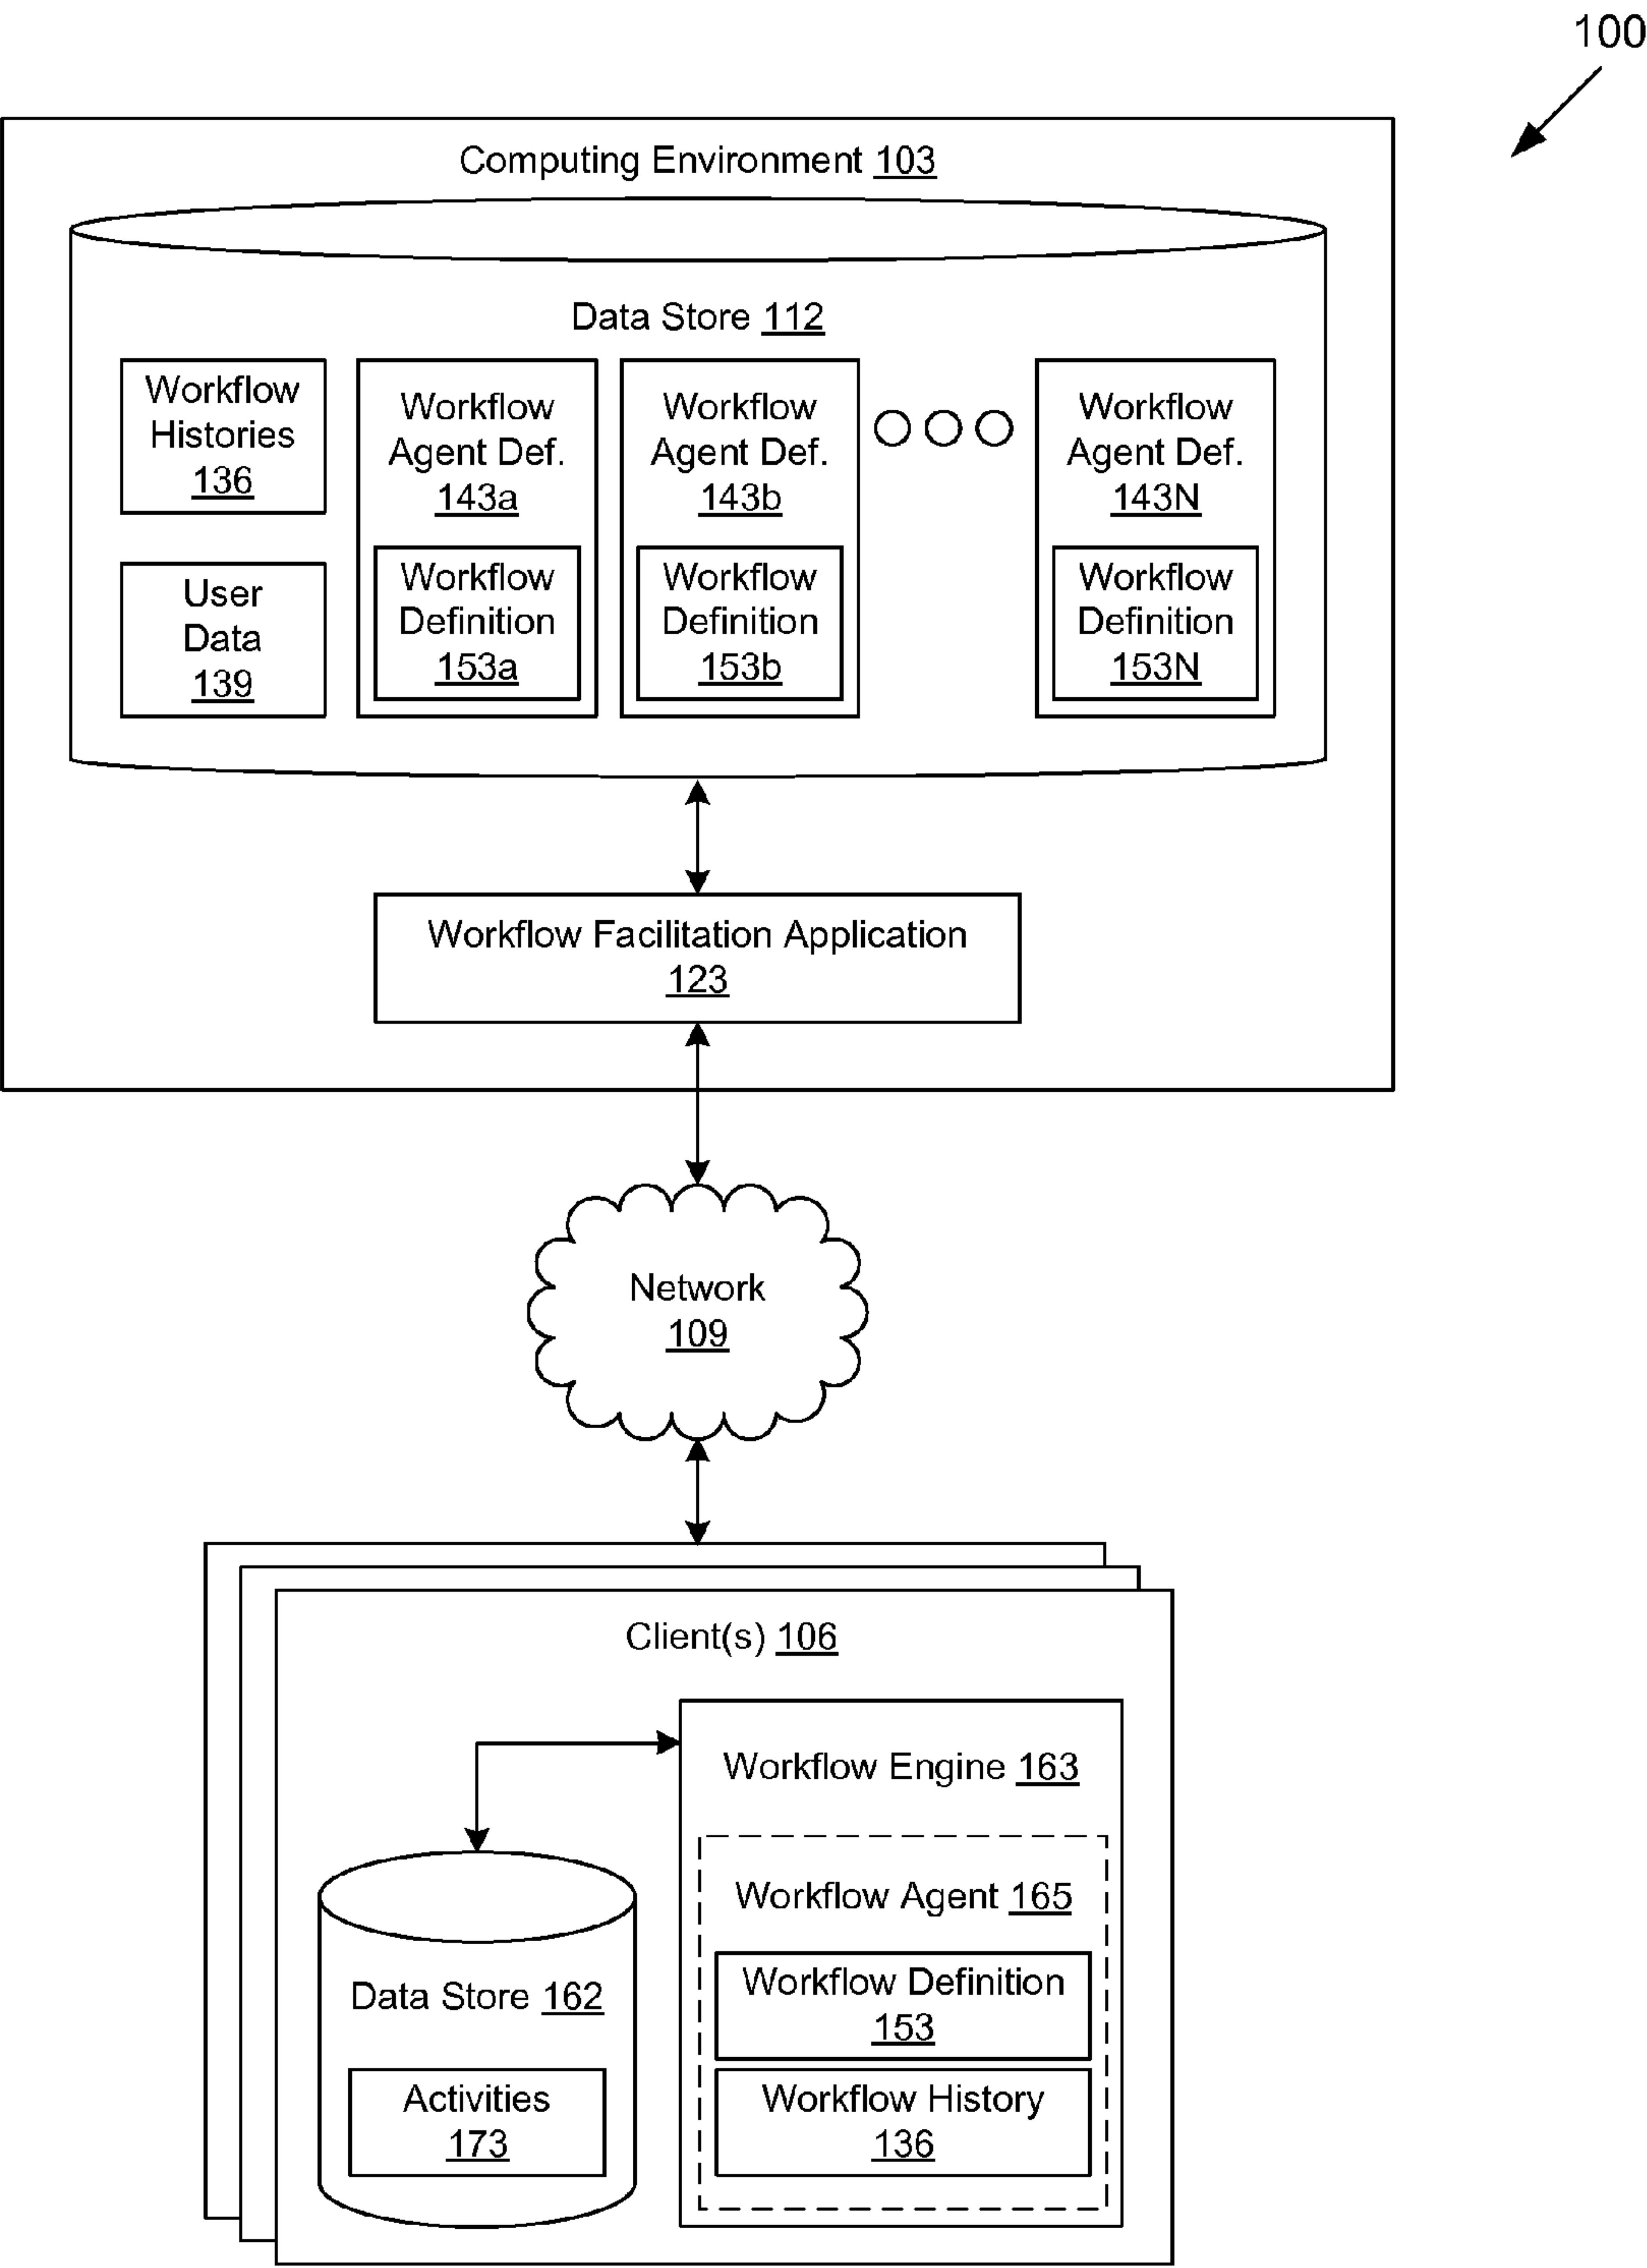 100
Computing Environment 103
Data Store 112
Workflow
Histories
136
User
Data
139
Workflow
Agent Def.
143a
Workflow
Definition
153a
Workflow
Agent Def.
143b
Workflow
Definition
153b
Workflow
Agent Def.
143N
Workflow
Definition
153N
Workflow Facilitation Application
123
Network
109
Client(s) 106
Workflow Engine 163
Workflow Agent 165
Workflow Definition
153
Workflow History
136
Data Store 162
Activities
173